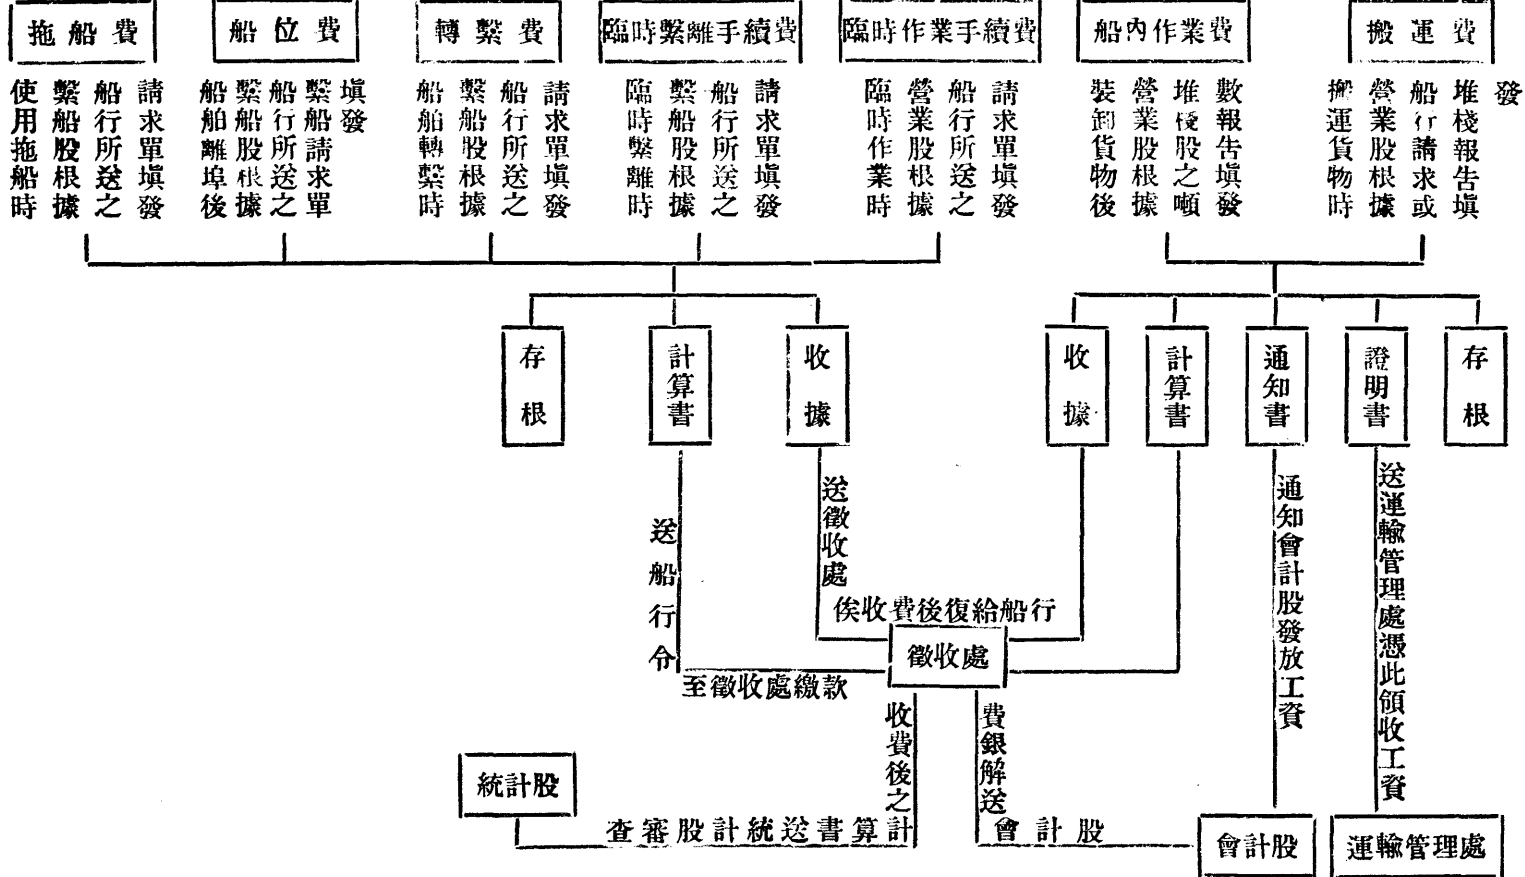 拖船費
使用拖船時
繫船股根據
船行所送之
請求單填發
船位費
船舶離埠後
繫船股根據
船行所送之
繫船請求單
填發
轉繫費
船舶轉繫時
繫船股根據
船行所送之
請求單填發
臨時繫離手續費
臨時繫離時
繫船股根據
船行所送之
請求單填發
臨時作業手續費
臨時作業時
營業股根據
船行所送之
請求單填發
船內作業費
裝卸貨物後
營業股根據
堆棧股之噸
數報告填發
搬運費
搬運貨物時
營業股根據
船行請求或
堆棧報告填
發
存根
計算書
收據
收據
計算書
通知書
證明書
存根
送船行令
至徵收處繳款
送徵收處
俟收費後復給船行
徵收處
通知會計股發放工資
送運輸管理處憑此領收工資
收費後之
計算書送統計股審查
費銀解送
會計股
統計股
會計股
運輸管理處